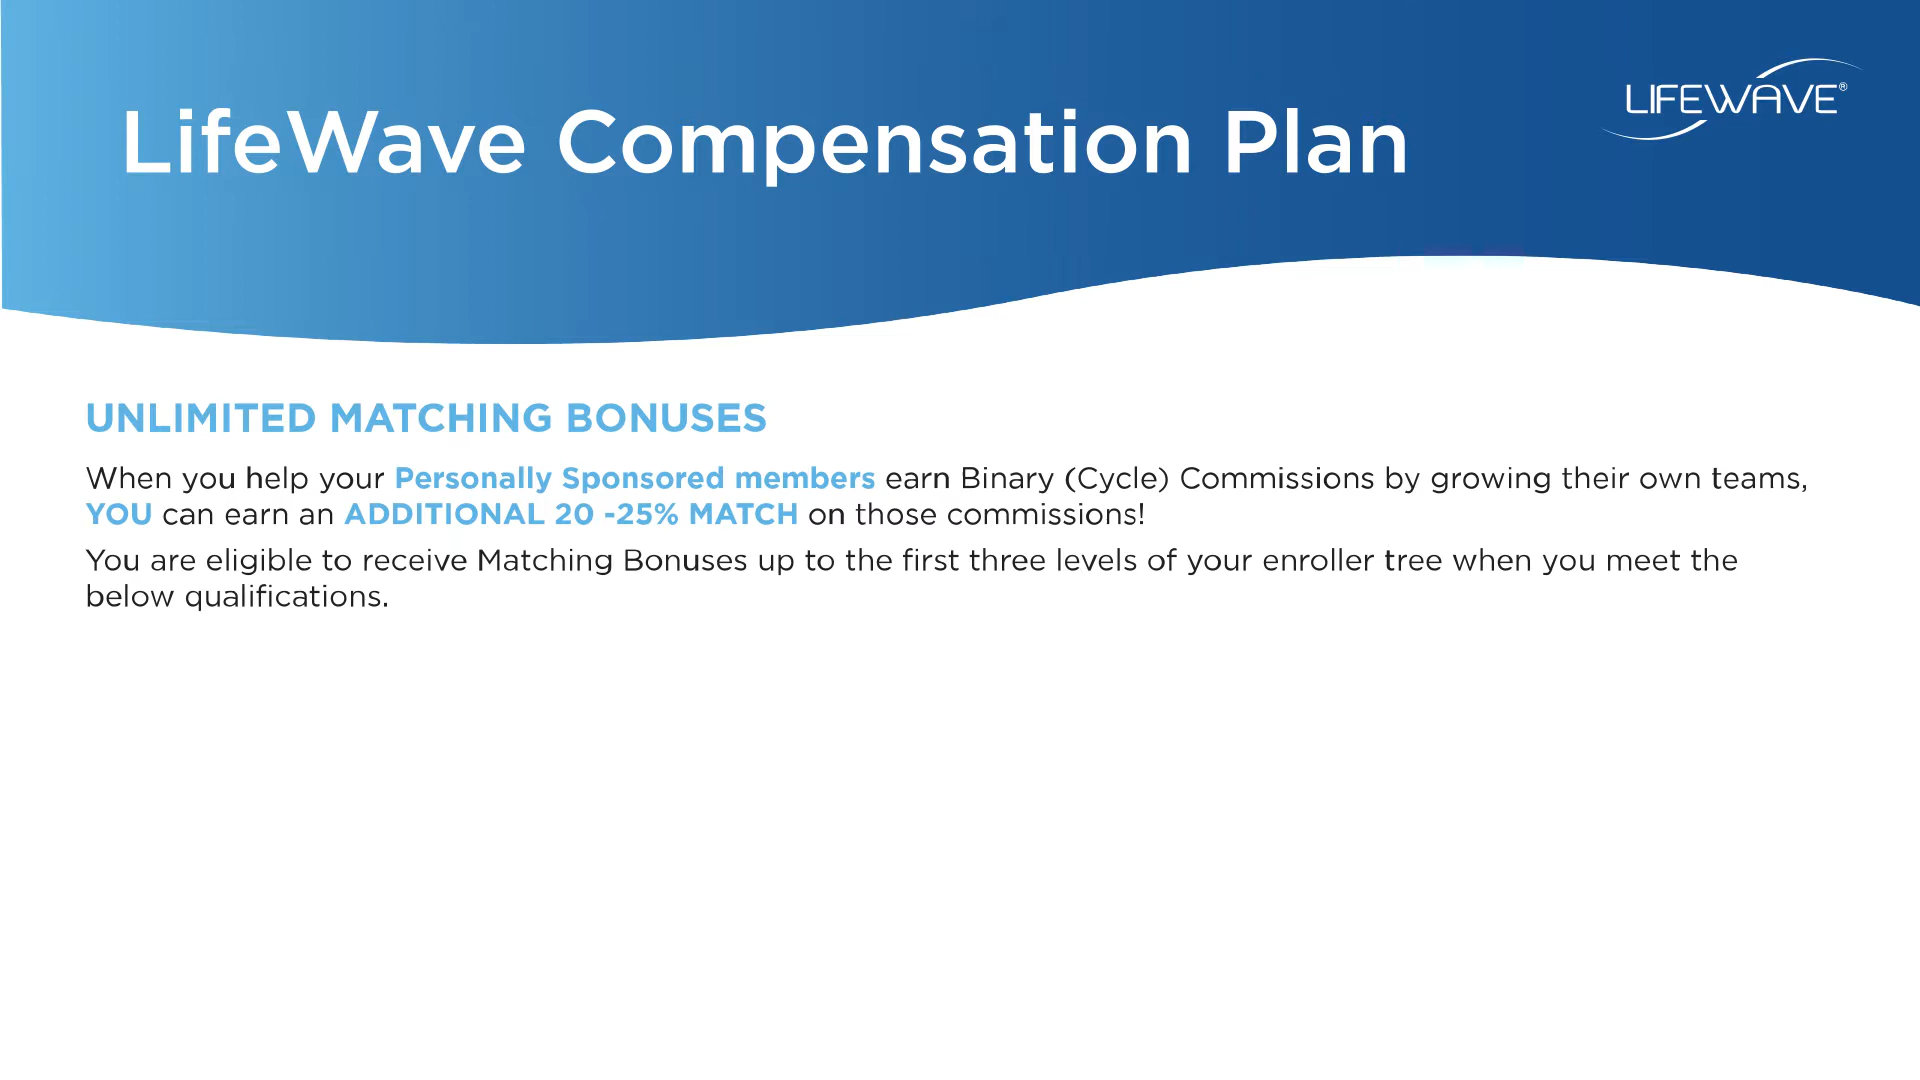 LifeWave Compensation Plan
LIFEWAVE®
UNLIMITED MATCHING BONUSES
When you help your Personally Sponsored members earn Binary (Cycle) Commissions by growing their own teams,
YOU can earn an ADDITIONAL 20 -25% MATCH on those commissions!
You are eligible to receive Matching Bonuses up to the first three levels of your enroller tree when you meet the
below qualifications.